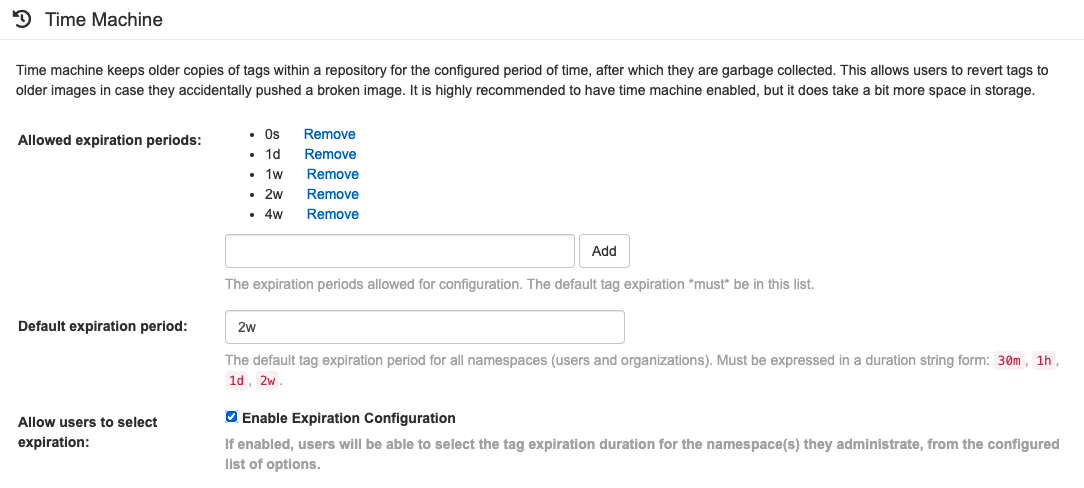 Time Machine
Time machine keeps older copies of tags within a repository for the configured period of time, after which they are garbage collected. This allows users to revert tags to
older images in case they accidentally pushed a broken image. It is highly recommended to have time machine enabled, but it does take a bit more space in storage.
Allowed expiration periods:
• 0s Remove
• 1d Remove
• 1w Remove
• 2w Remove
• 4w Remove
Add
The expiration periods allowed for configuration. The default tag expiration *must* be in this list.
Default expiration period:
2w
The default tag expiration period for all namespaces (users and organizations). Must be expressed in a duration string form: 30m, 1h,
1d, 2w.
Allow users to select
expiration:
Enable Expiration Configuration
If enabled, users will be able to select the tag expiration duration for the namespace(s) they administrate, from the configured
list of options.